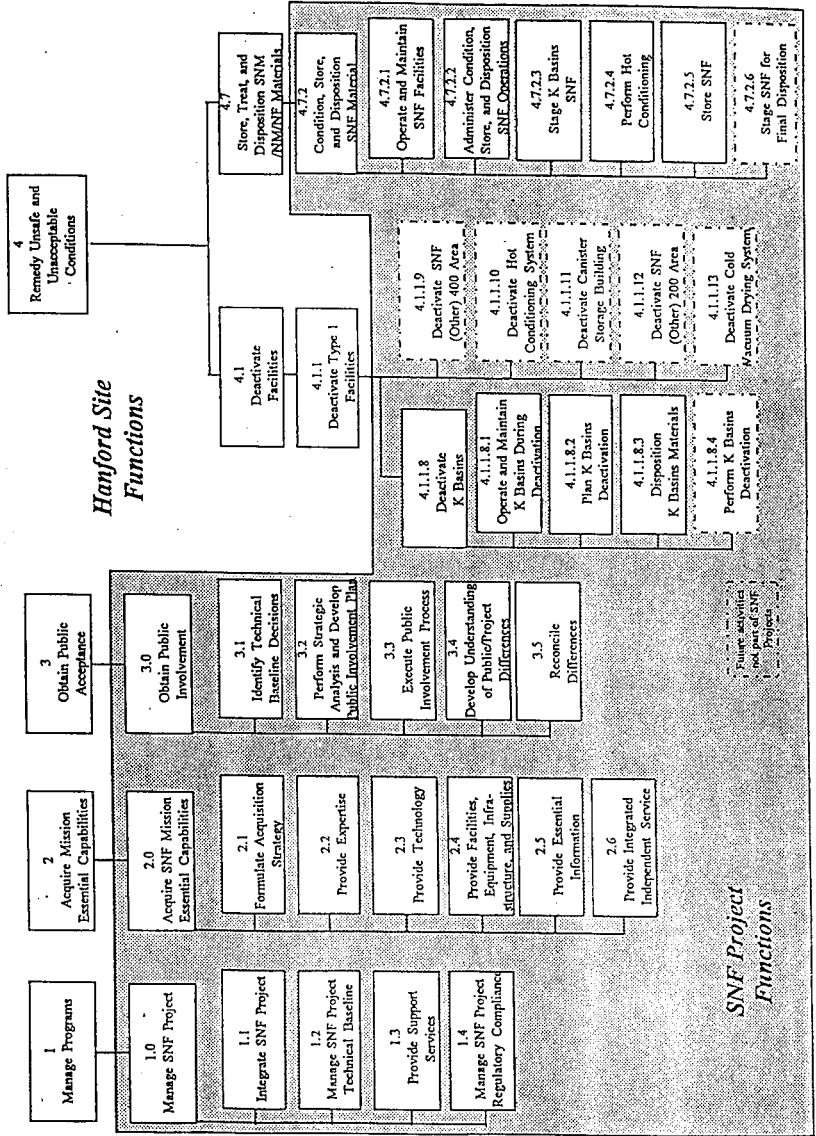 Hanford Site
Functions
1
Manage Programs
1.0
Manage SNF Project
1.1
Integrate SNF Project
1.2
Manage SNF Project
Technical Baseline
1.3
Provide Support
Services
1.4
Manage SNF Project
Regulatory Compliance
2
Acquire Mission
Essential Capabilities
2.0
Acquire SNF Mission
Essential Capabilities
2.1
Formulate Acquisition
Strategy
2.2
Provide Expertise
2.3
Provide Technology
2.4
Provide Facilities,
Equipment, Infra-
structure, and Supplies
2.5
Provide Essential
Information
2.6
Provide Integrated
Independent Service
3
Obtain Public
Acceptance
3.0
Obtain Public
Involvement
3.1
Identify Technical
Baseline Decisions
3.2
Perform Strategic
Analysis and Develop
Public Involvement Plan
3.3
Execute Public
Involvement Process
3.4
Develop Understanding
of Public/Project
Differences
3.5
Reconcile
Differences
4
Remedy Unsafe and
Unacceptable
Conditions
4.1
Deactivate
Facilities
4.1.1
Deactivate Type 1
Facilities
4.1.1.8
Deactivate
K Basins
4.1.1.8.1
Operate and Maintain
K Basins During
Deactivation
4.1.1.8.2
Plan K Basins
Deactivation
4.1.1.8.3
Disposition
K Basins Materials
4.1.1.8.4
Perform K Basins
Deactivation
4.1.1.9
Deactivate SNF
(Other) 400 Area
4.1.1.10
Deactivate Hot
Conditioning System
4.1.1.11
Deactivate Canister
Storage Building
4.1.1.12
Deactivate SNF
(Other) 200 Area
4.1.1.13
Deactivate Cold
Vacuum Drying System
4.7
Store, Treat, and
Disposition SNM
/NM/NF Materials
4.7.2
Condition, Store,
and Disposition
SNF Material
4.7.2.1
Operate and Maintain
SNF Facilities
4.7.2.2
Administer Condition,
Store, and Disposition
SNF Operations
4.7.2.3
Stage K Basins
SNF
4.7.2.4
Perform Hot
Conditioning
4.7.2.5
Store SNF
4.7.2.6
Stage SNF for
Final Disposition
SNF Project
Functions
Future activities
not part of SNF
Projects